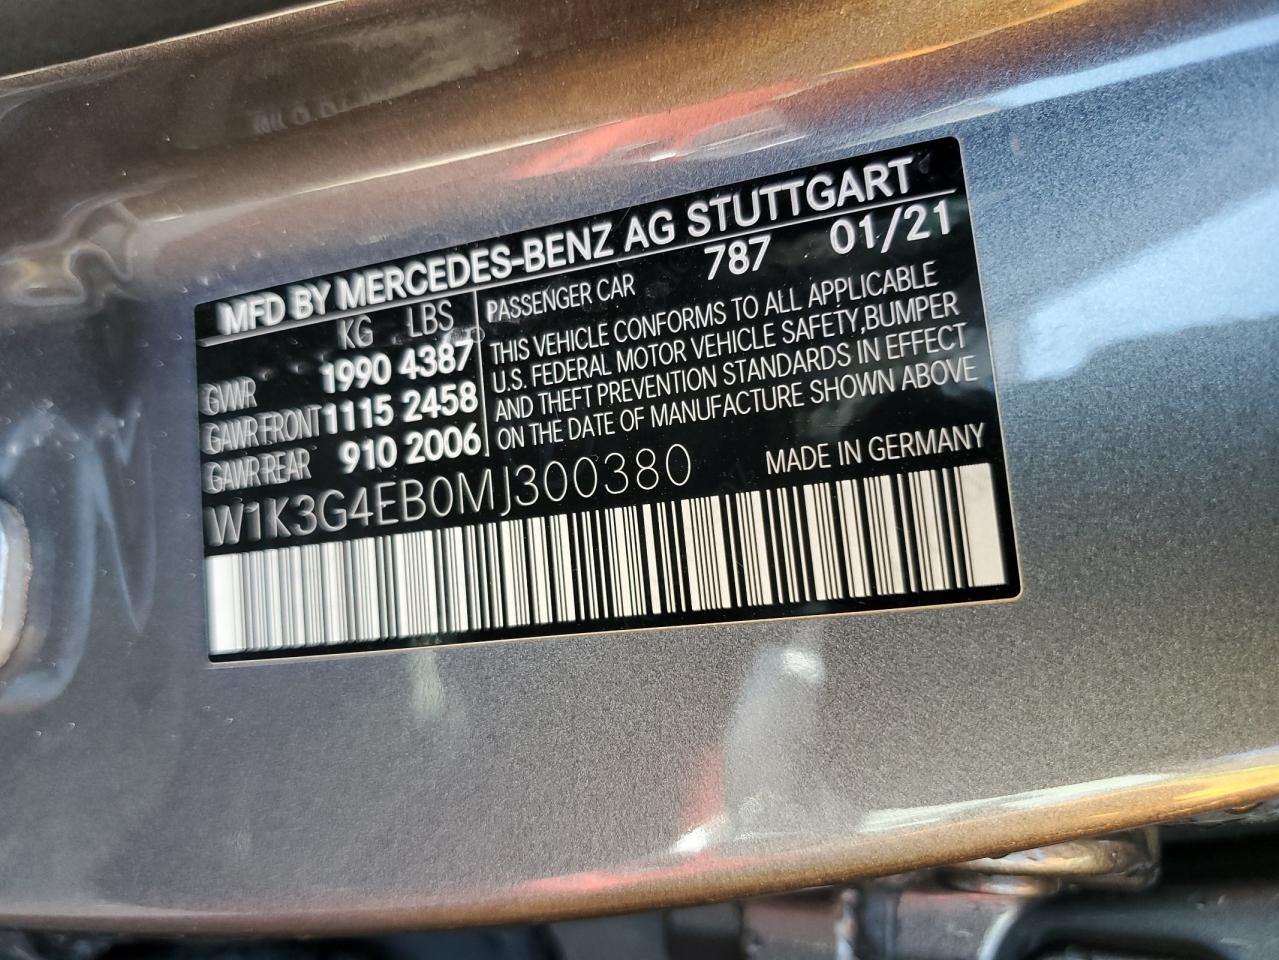 MFD BY MERCEDES-BENZ AG STUTTGART
KG LBS
GVWR 1990 4387
GAWR FRONT 1115 2458
GAWR REAR 910 2006
787 01/21
PASSENGER CAR
THIS VEHICLE CONFORMS TO ALL APPLICABLE
U.S. FEDERAL MOTOR VEHICLE SAFETY,BUMPER
AND THEFT PREVENTION STANDARDS IN EFFECT
ON THE DATE OF MANUFACTURE SHOWN ABOVE
W1K3G4EB0MJ300380
MADE IN GERMANY